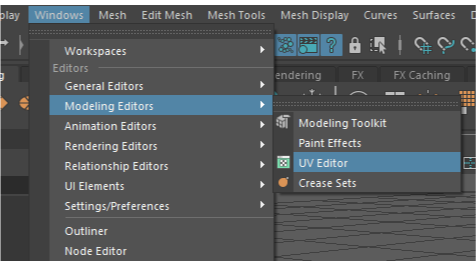 play Windows Mesh Edit Mesh Mesh Tools Mesh Display Curves Surfaces
Workspaces
Editors
General Editors
Modeling Editors
Animation Editors
Rendering Editors
Relationship Editors
UI Elements
Settings/Preferences
Outliner
Node Editor
endering FX FX Caching
Modeling Toolkit
Paint Effects
UV Editor
Crease Sets